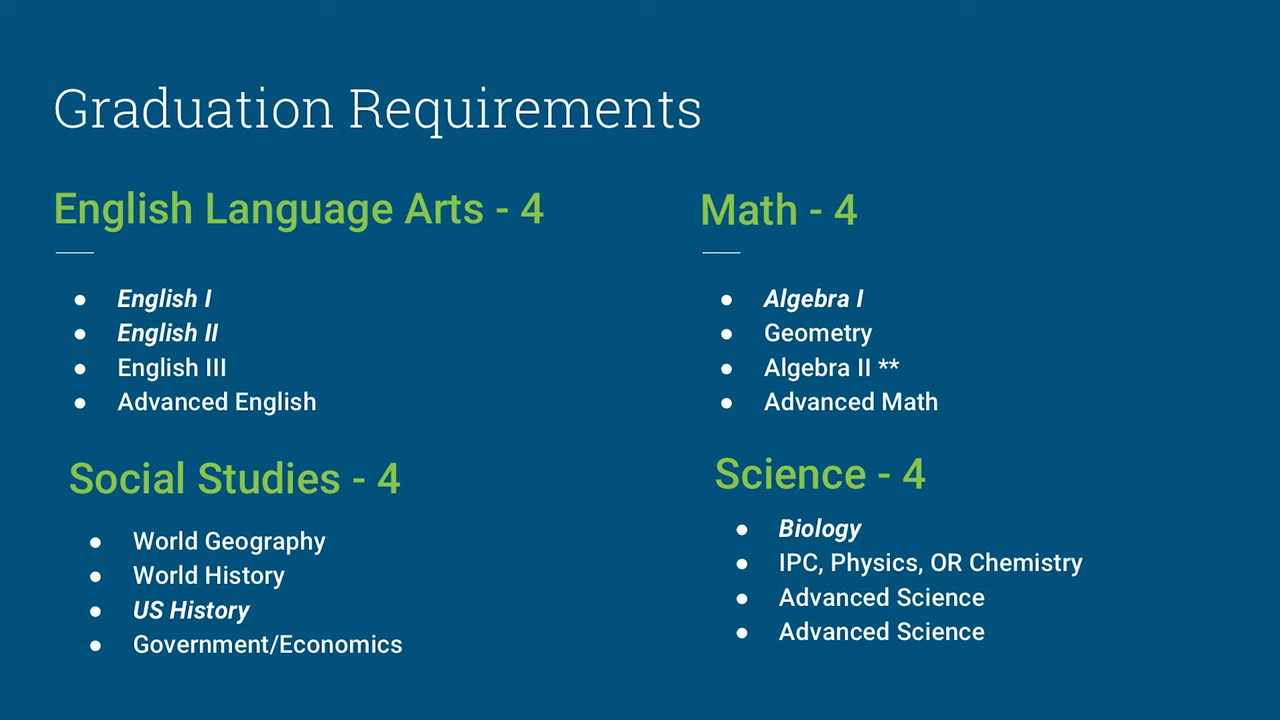 Graduation Requirements
English Language Arts - 4
● English I
● English II
● English III
● Advanced English
Math - 4
● Algebra I
● Geometry
● Algebra II **
● Advanced Math
Social Studies - 4
● World Geography
● World History
● US History
● Government/Economics
Science - 4
● Biology
● IPC, Physics, OR Chemistry
● Advanced Science
● Advanced Science